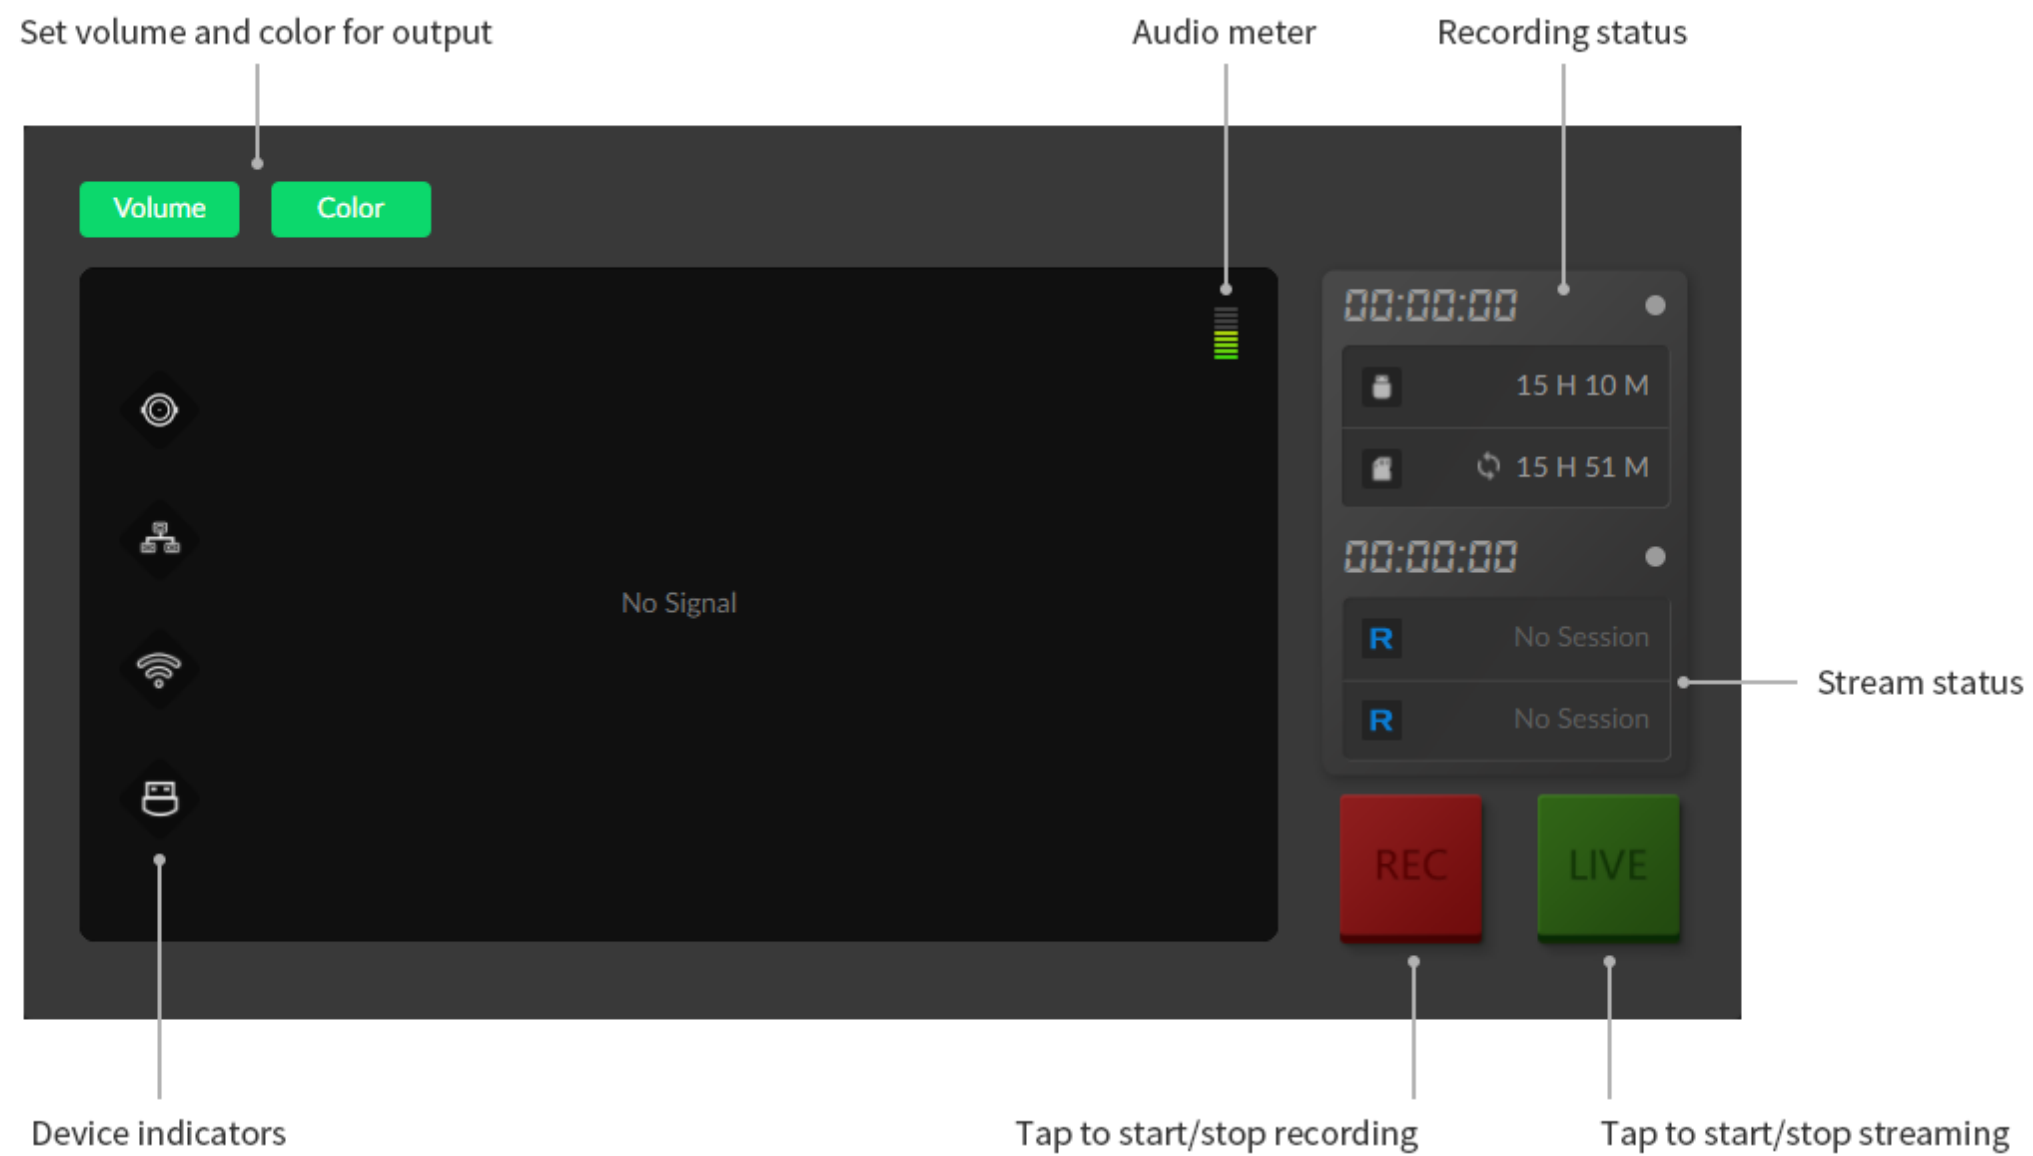 Set volume and color for output
Audio meter
Recording status
Volume
Color
00:00:00
15 H 10 M
15 H 51 M
No Signal
00:00:00
R
No Session
R
No Session
Stream status
REC
LIVE
Device indicators
Tap to start/stop recording
Tap to start/stop streaming